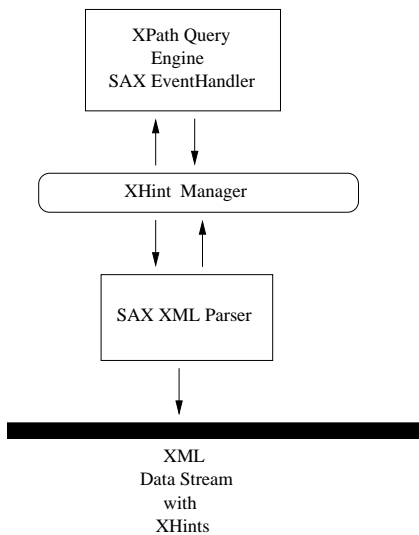 XPath Query
Engine
SAX EventHandler
XHint Manager
SAX XML Parser
XML
Data Stream
with
XHints